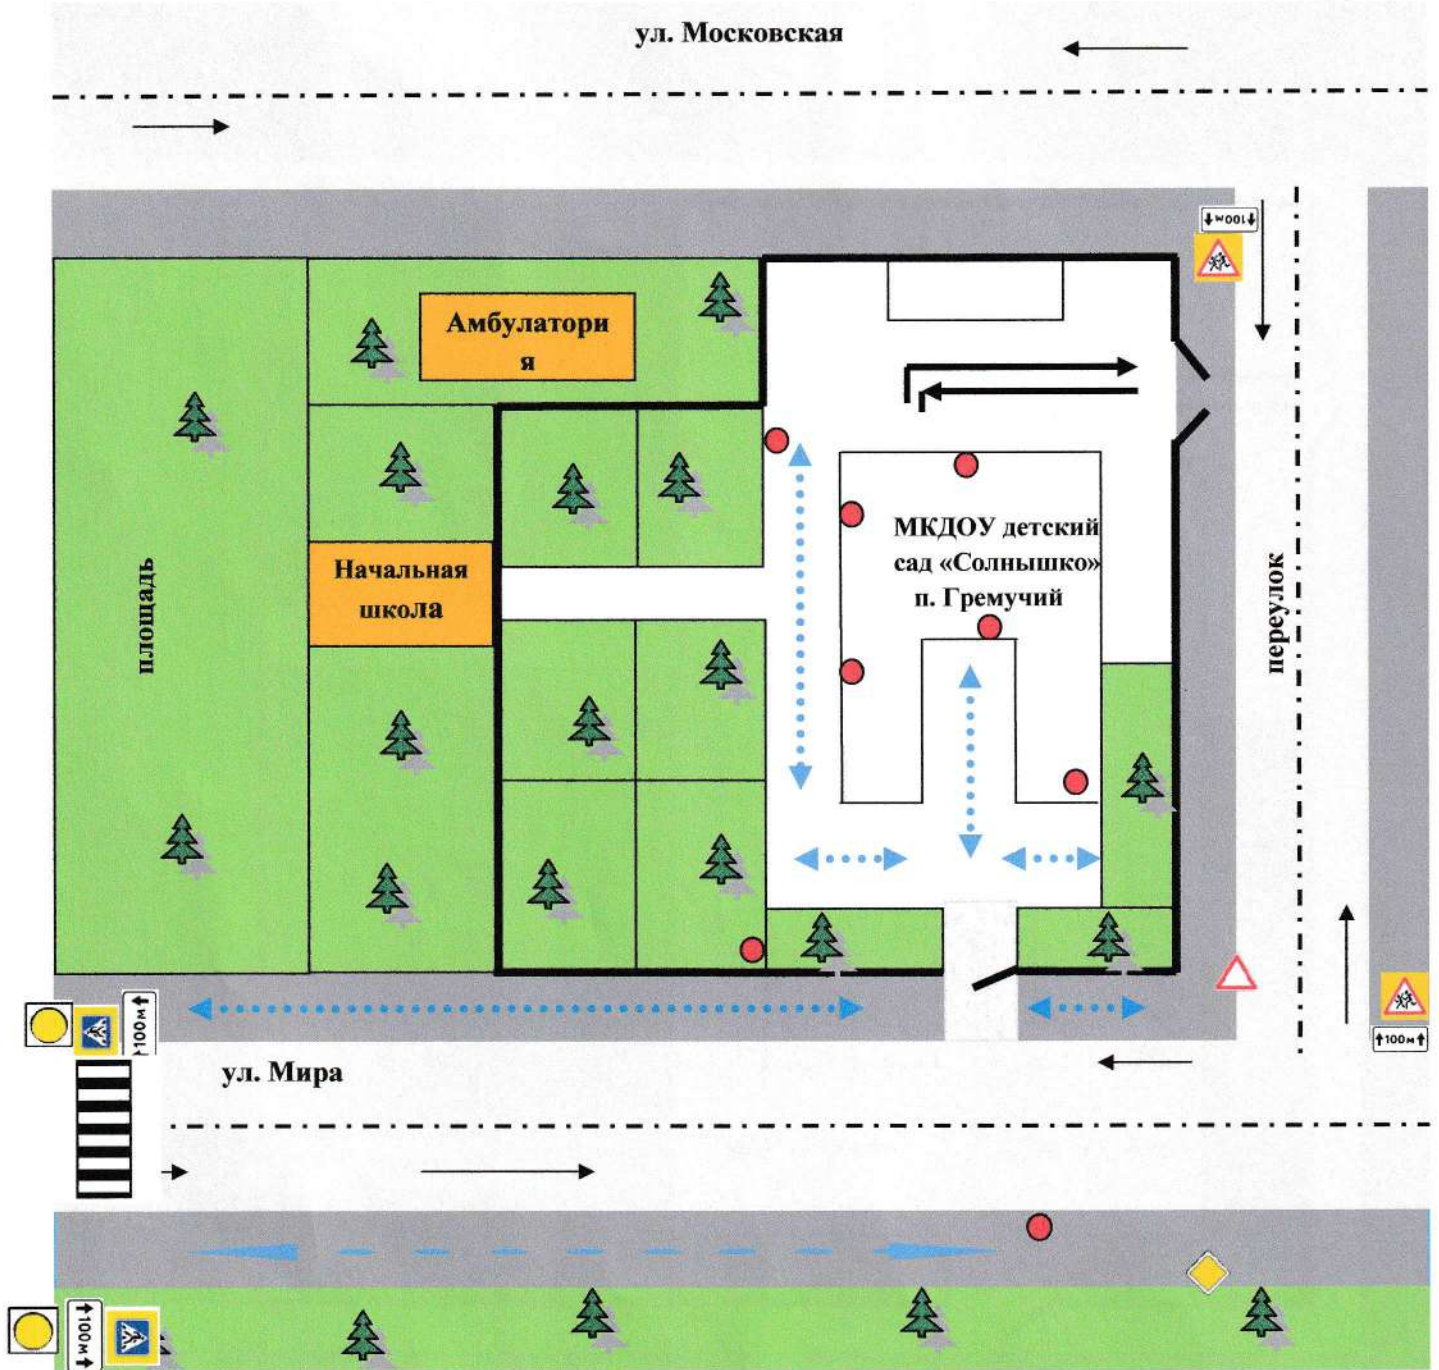 ул. Московская
100м
Амбулатори
я
МКДОУ детский
сад «Солнышко»
п. Гремучий
Начальная
школа
площадь
переулок
100м
100м
ул. Мира
100м